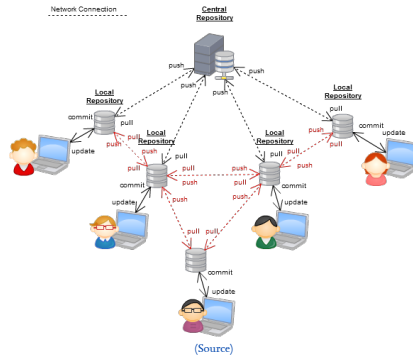 Network Connection
Central
Repository
push
push
push
push
Local
Repository
Local
Repository
pull
commit
pull
pull
push
update
Local
Repository
Local
Repository
pull
push
commit
pull
update
pull
push
pull
pull
push
pull
pull
push
pull
push
commit
update
push
push
commit
update
pull
pull
commit
update
(Source)